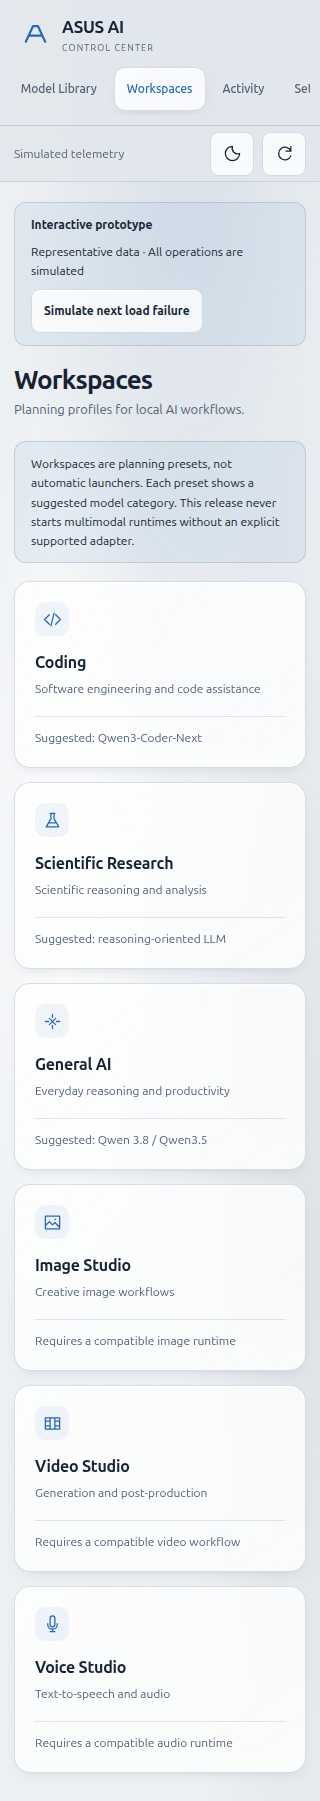 ASUS AI
CONTROL CENTER
Model Library
Workspaces
Activity
Simulated telemetry
Interactive prototype
Representative data · All operations are
simulated
Simulate next load failure
Workspaces
Planning profiles for local AI workflows.
Workspaces are planning presets, not
automatic launchers. Each preset shows a
suggested model category. This release never
starts multimodal runtimes without an explicit
supported adapter.
Coding
Software engineering and code assistance
Suggested: Qwen3-Coder-Next
Scientific Research
Scientific reasoning and analysis
Suggested: reasoning-oriented LLM
General AI
Everyday reasoning and productivity
Suggested: Qwen 3.8 / Qwen3.5
Image Studio
Creative image workflows
Requires a compatible image runtime
Video Studio
Generation and post-production
Requires a compatible video workflow
Voice Studio
Text-to-speech and audio
Requires a compatible audio runtime